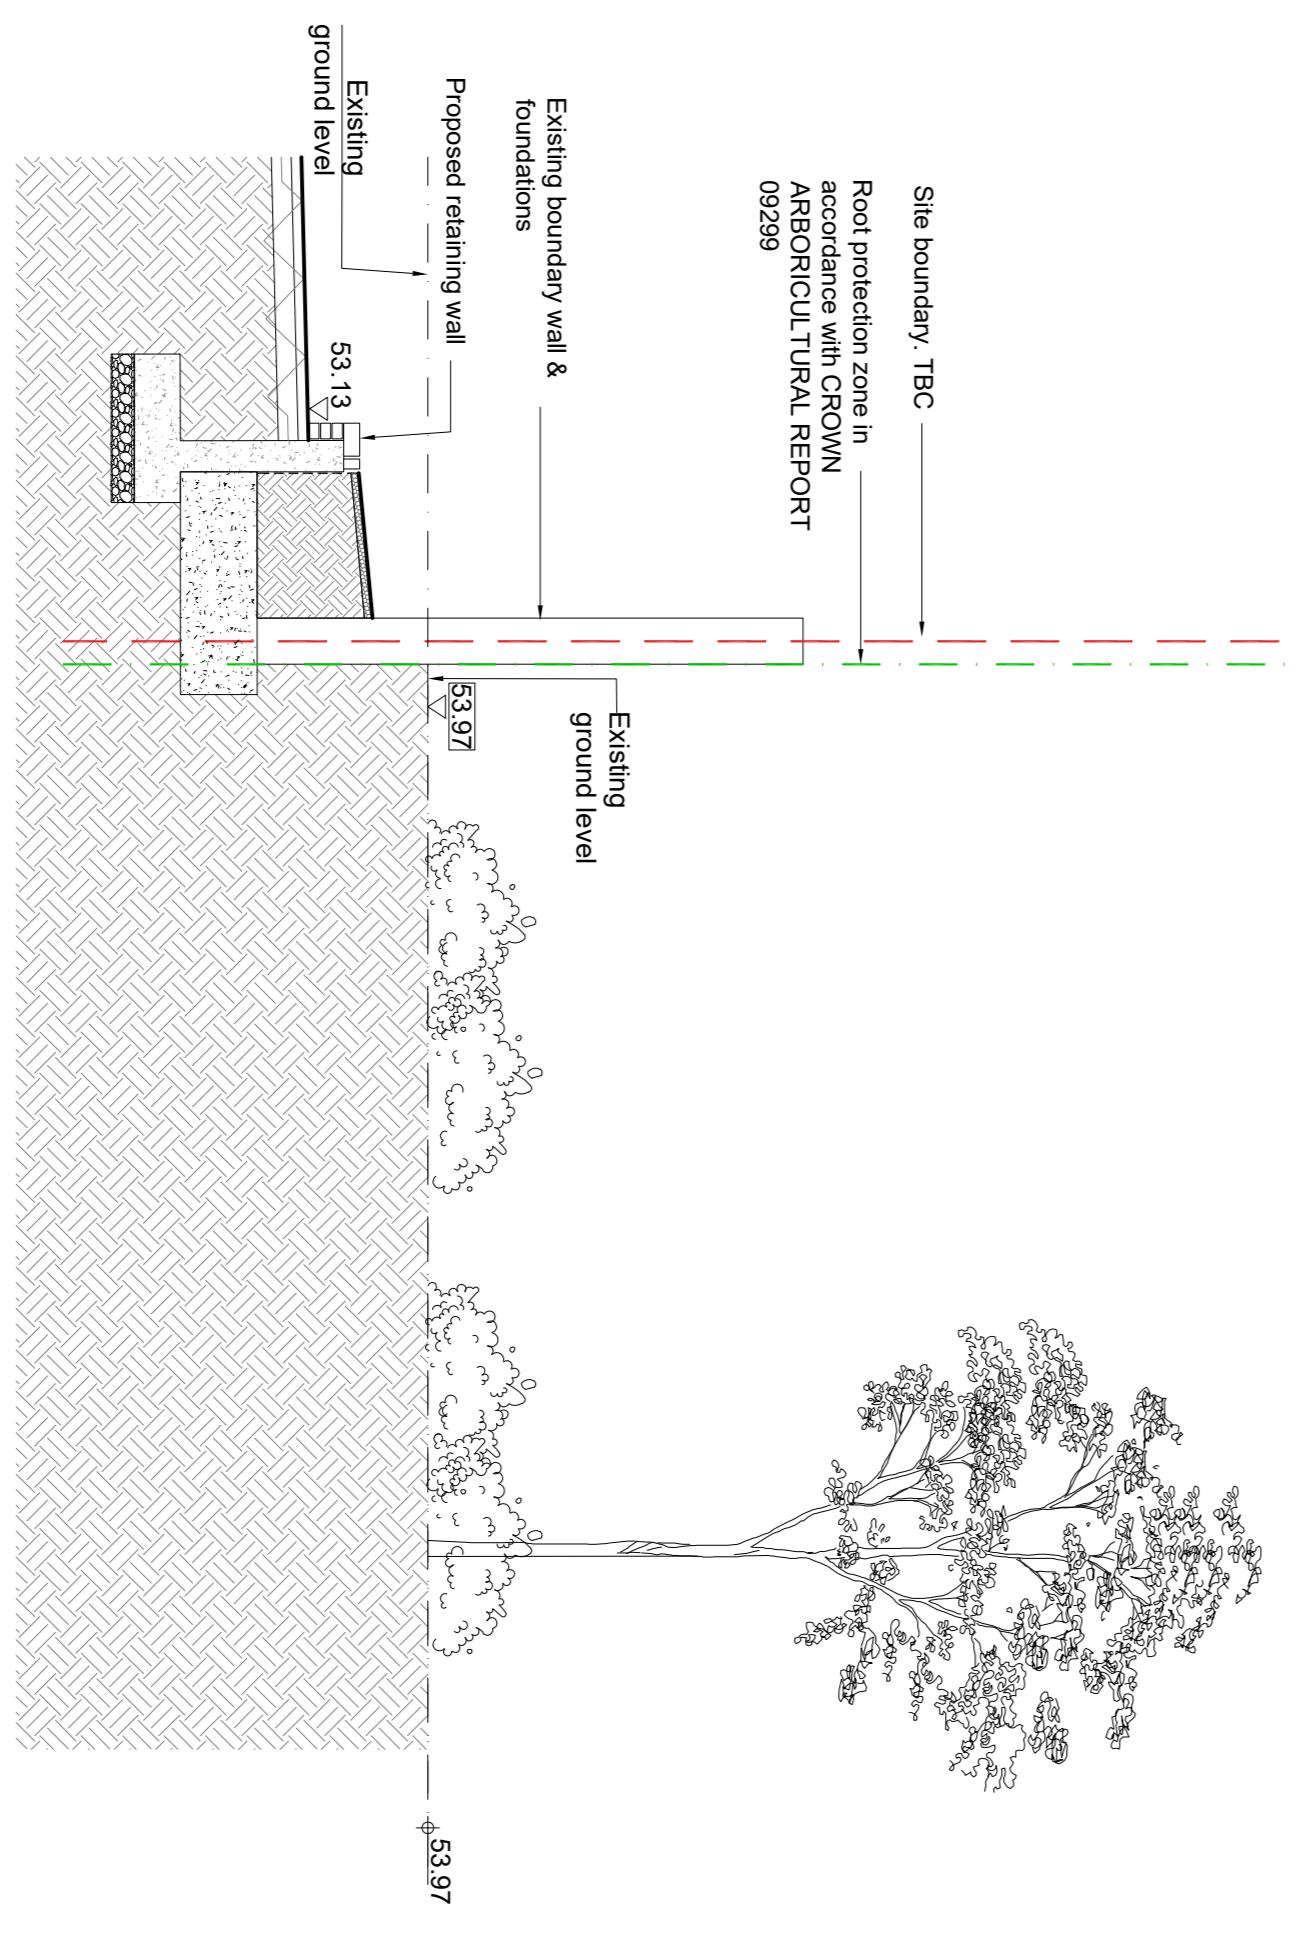 Site boundary. TBC
Root protection zone in
accordance with CROWN
ARBORICULTURAL REPORT
09299
Existing boundary wall &
foundations
Proposed retaining wall
Existing
ground level
53.13
Existing
ground level
53.97
53.97